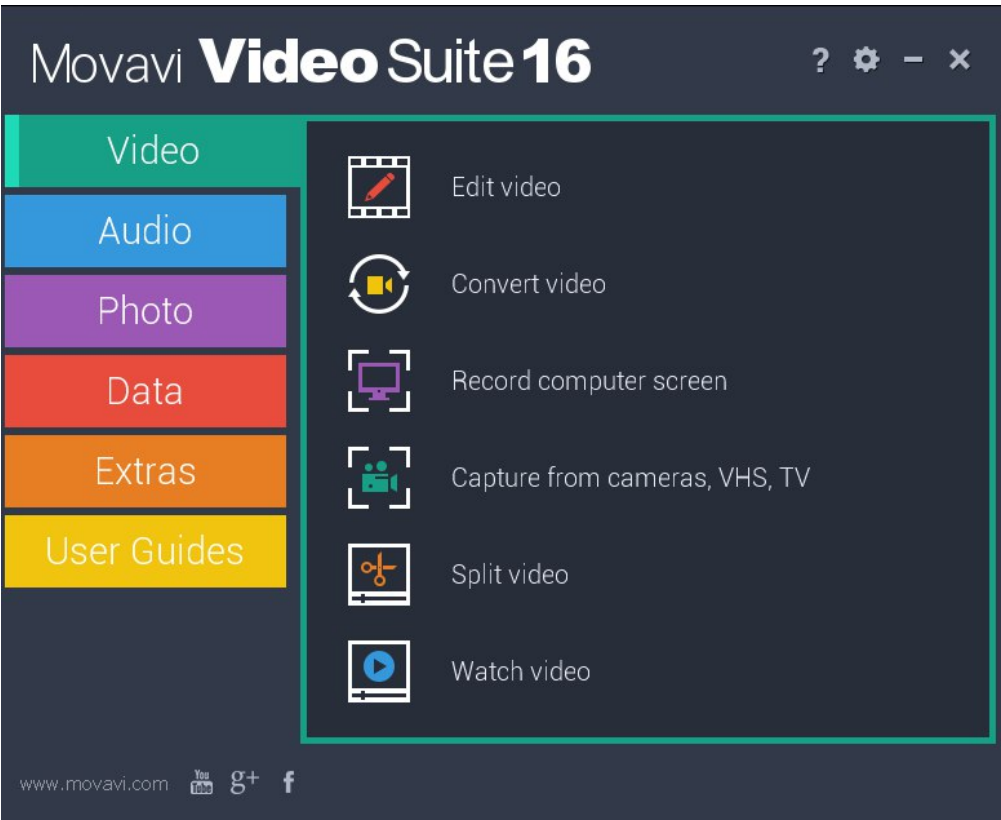 Movavi Video Suite 16
? – ×
Video
Audio
Photo
Data
Extras
User Guides
Edit video
Convert video
Record computer screen
Capture from cameras, VHS, TV
Split video
Watch video
www.movavi.com You Tube g+ f